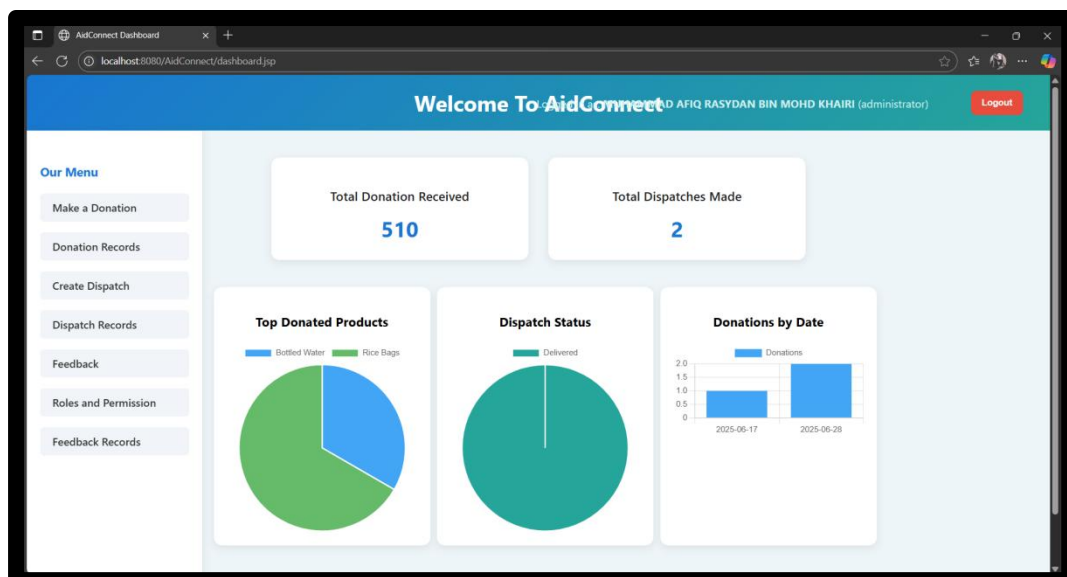 AidConnect Dashboard
localhost:8080/AidConnect/dashboard.jsp
Welcome To AidConnect
AFIQ RASYDAN BIN MOHD KHAIRI (administrator)
Logout
Our Menu
Make a Donation
Donation Records
Create Dispatch
Dispatch Records
Feedback
Roles and Permission
Feedback Records
Total Donation Received
510
Total Dispatches Made
2
Top Donated Products
Bottled Water Rice Bags
Dispatch Status
Delivered
Donations by Date
Donations
2.0
1.5
1.0
0.5
0
2025-06-17 2025-06-28